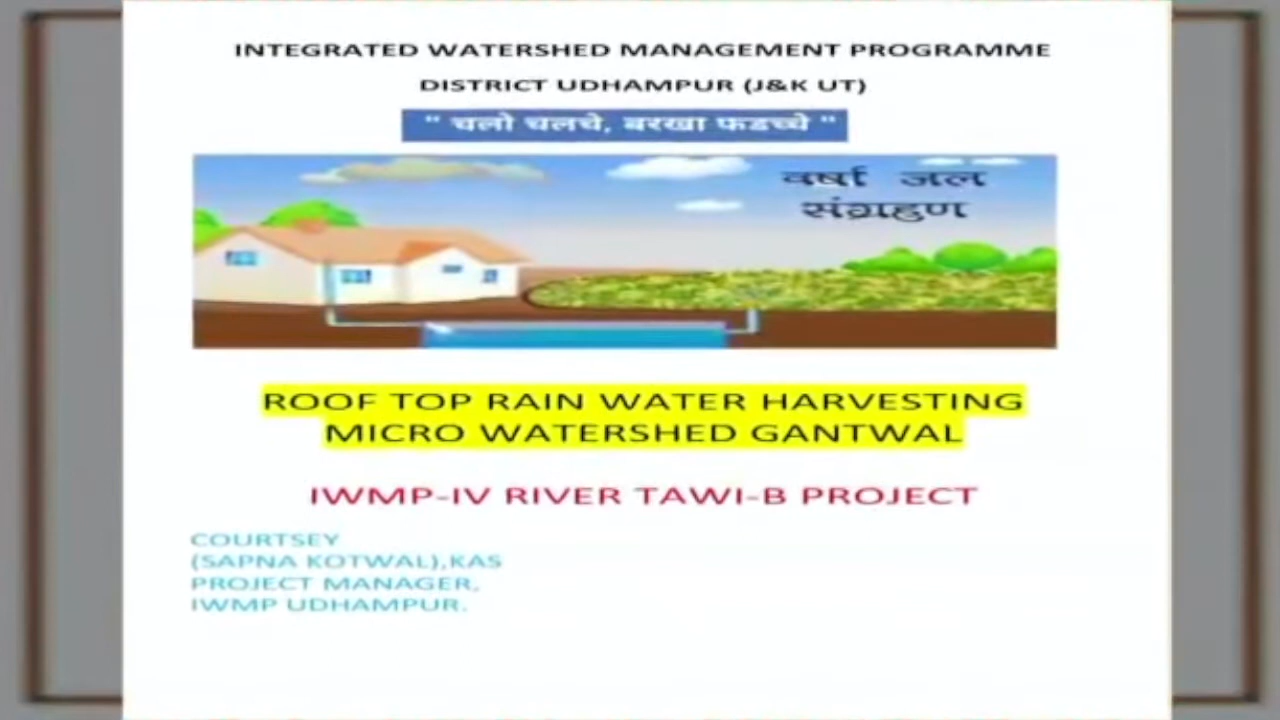 INTEGRATED WATERSHED MANAGEMENT PROGRAMME
DISTRICT UDHAMPUR (J&K UT)
" चलो चलचे, बरखा फडच्चे "
वर्षा जल
संग्रहण
ROOF TOP RAIN WATER HARVESTING
MICRO WATERSHED GANTWAL
IWMP-IV RIVER TAWI-B PROJECT
COURTSEY
(SAPNA KOTWAL),KAS
PROJECT MANAGER,
IWMP UDHAMPUR.